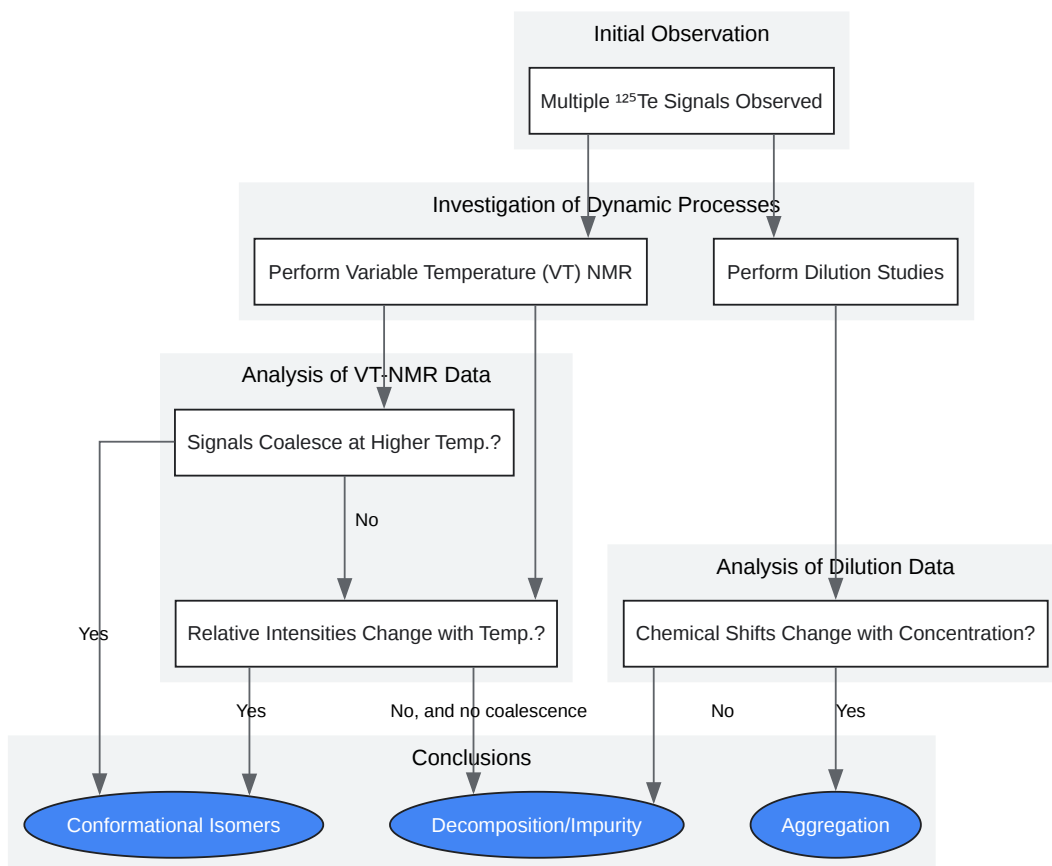 Initial Observation
Multiple ¹²⁵Te Signals Observed
Investigation of Dynamic Processes
Perform Variable Temperature (VT) NMR
Perform Dilution Studies
Analysis of VT-NMR Data
Signals Coalesce at Higher Temp.?
No
Analysis of Dilution Data
Yes
Relative Intensities Change with Temp.?
Chemical Shifts Change with Concentration?
Yes
No, and no coalescence
No
Yes
Conclusions
Conformational Isomers
Decomposition/Impurity
Aggregation